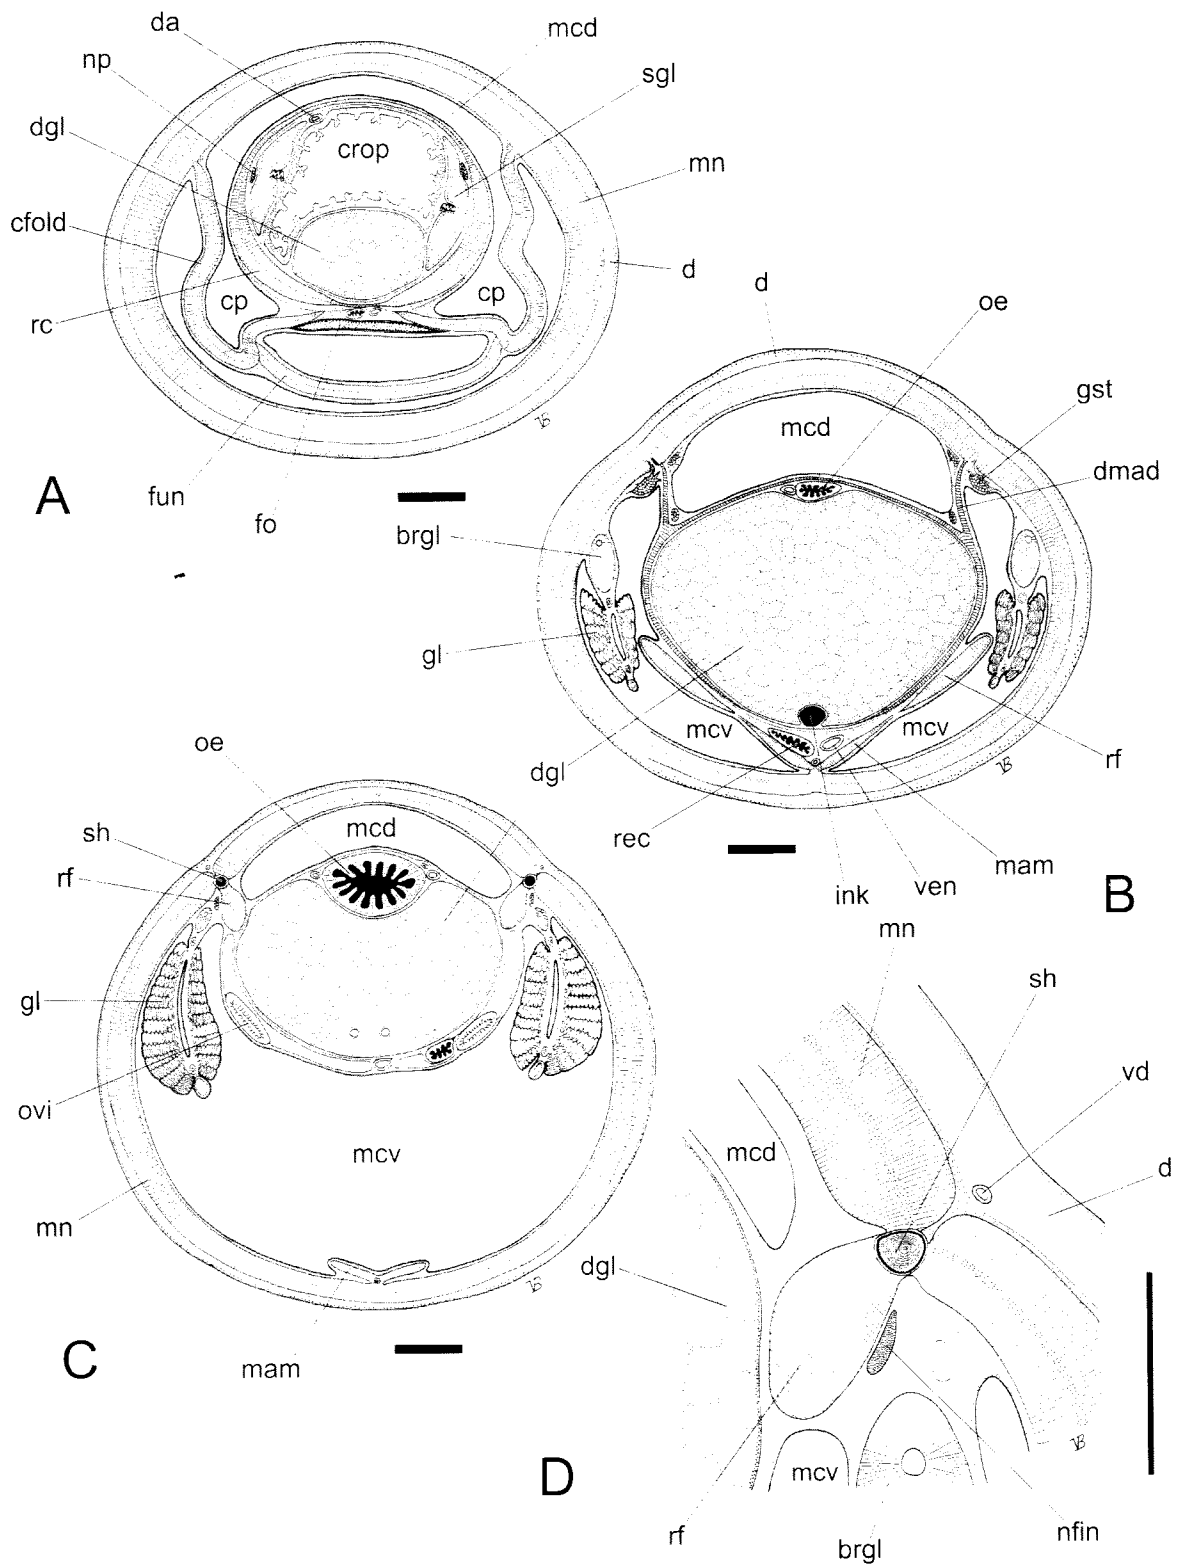 da
mcd
np
sgl
dgl
crop
mn
cfold
d
cp
cp
rc
fun
fo
A
d
oe
gst
mcd
dmad
brgl
gl
mcv
mcv
rf
dgl
rec
mam
ink
ven
B
oe
sh
mcd
rf
gl
ovi
mcv
mn
mam
C
mn
sh
vd
mcd
d
dgl
mcv
rf
brgl
nfin
D